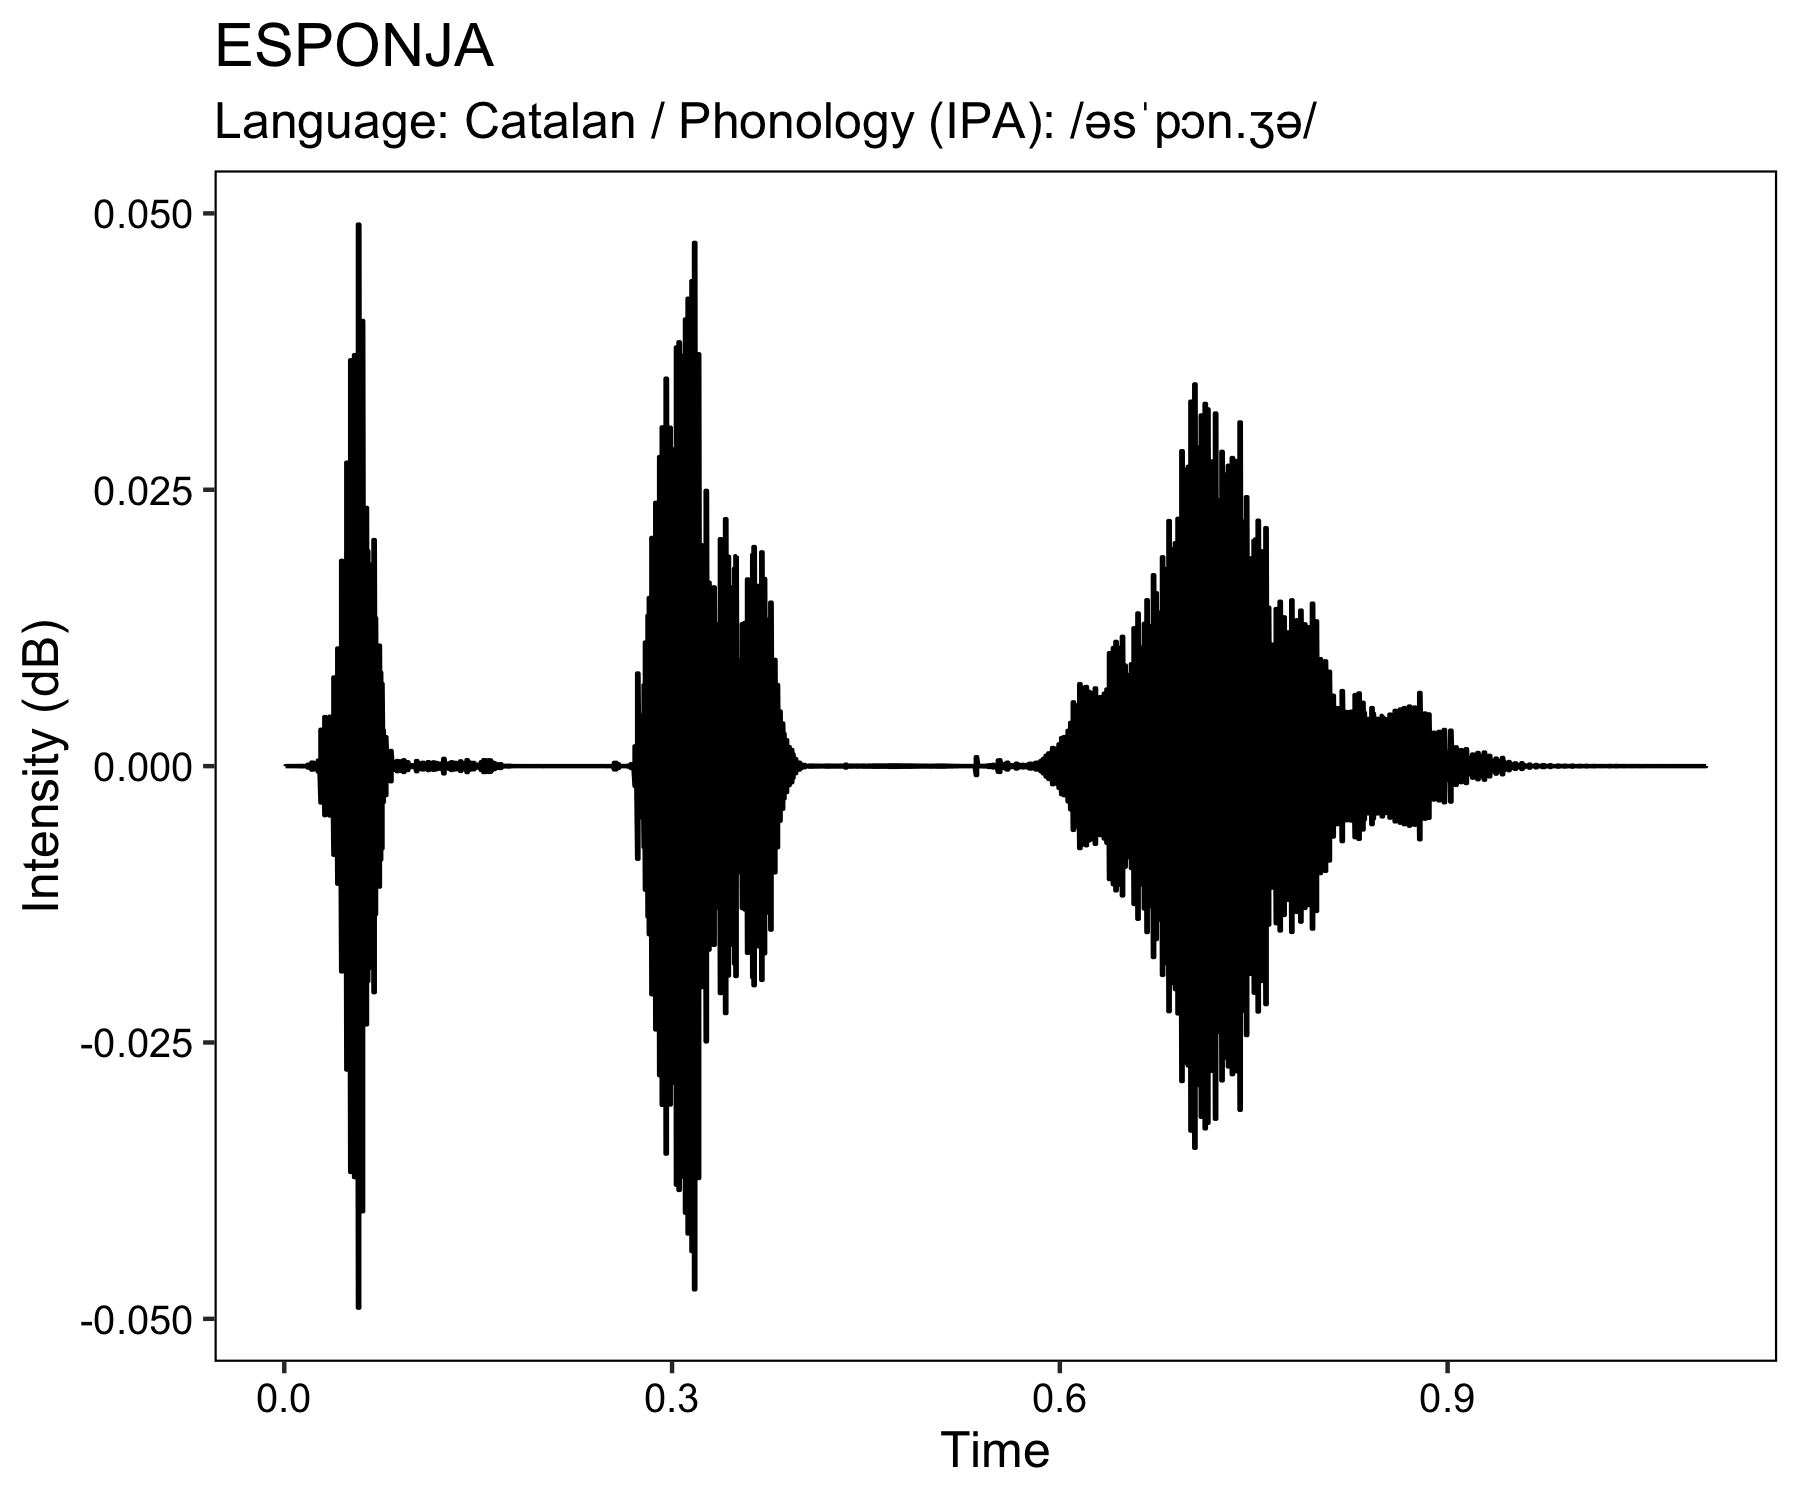 ESPONJA
Language: Catalan / Phonology (IPA): /əsˈpɔn.ʒə/
0.050
0.025
0.000
-0.025
-0.050
Intensity (dB)
0.0 0.3 0.6 0.9
Time